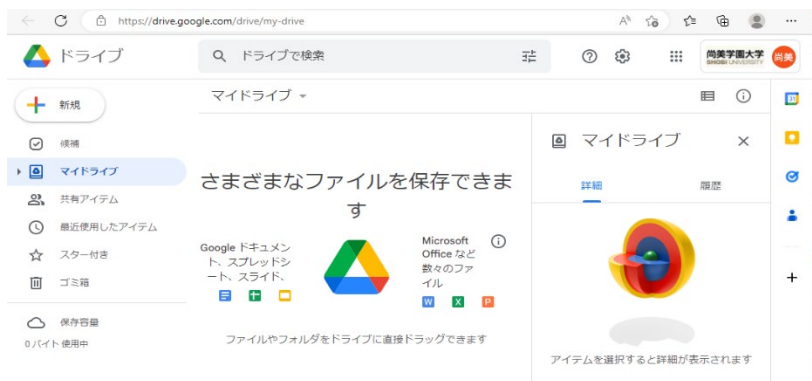 https://drive.google.com/drive/my-drive
ドライブ
ドライブで検索
尚美学園大学
SHOBI UNIVERSITY
尚美
新規
マイドライブ
候補
マイドライブ
共有アイテム
最近使用したアイテム
スター付き
ゴミ箱
保存容量
0 バイト 使用中
さまざまなファイルを保存できま
す
Google ドキュメン
ト、スプレッドシ
ート、スライド、
Microsoft
Office など
数々のファ
イル
W X P
ファイルやフォルダをドライブに直接ドラッグできます
マイドライブ
詳細
履歴
アイテムを選択すると詳細が表示されます